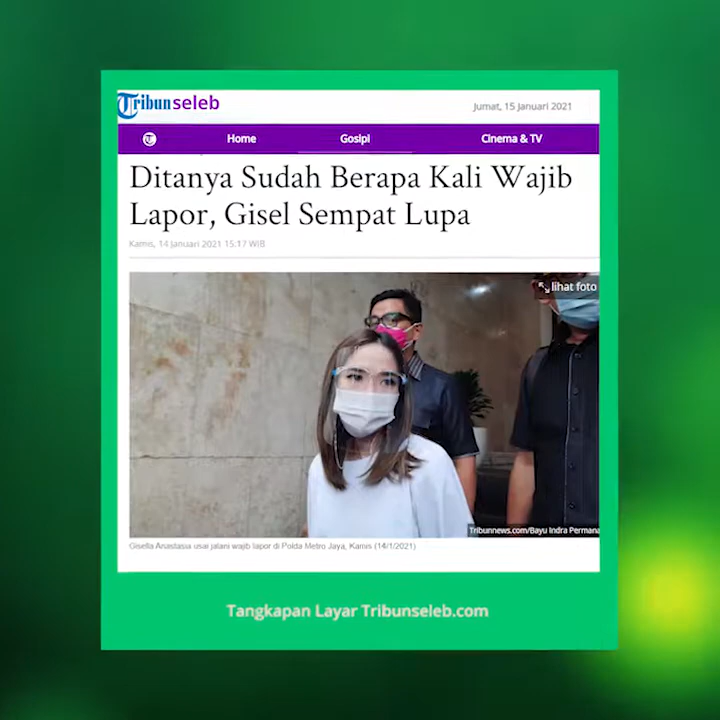 Tribunseleb
Jumat, 15 Januari 2021
Home Gosipi Cinema & TV
Ditanya Sudah Berapa Kali Wajib
Lapor, Gisel Sempat Lupa
Kamis, 14 Januari 2021 15.17 WIB
lihat foto
Tribunnews.com/Bayu Indra Permana
Gisella Anastasia usai jalani wajib lapor di Polda Metro Jaya, Kamis (14/1/2021)
Tangkapan Layar Tribunseleb.com